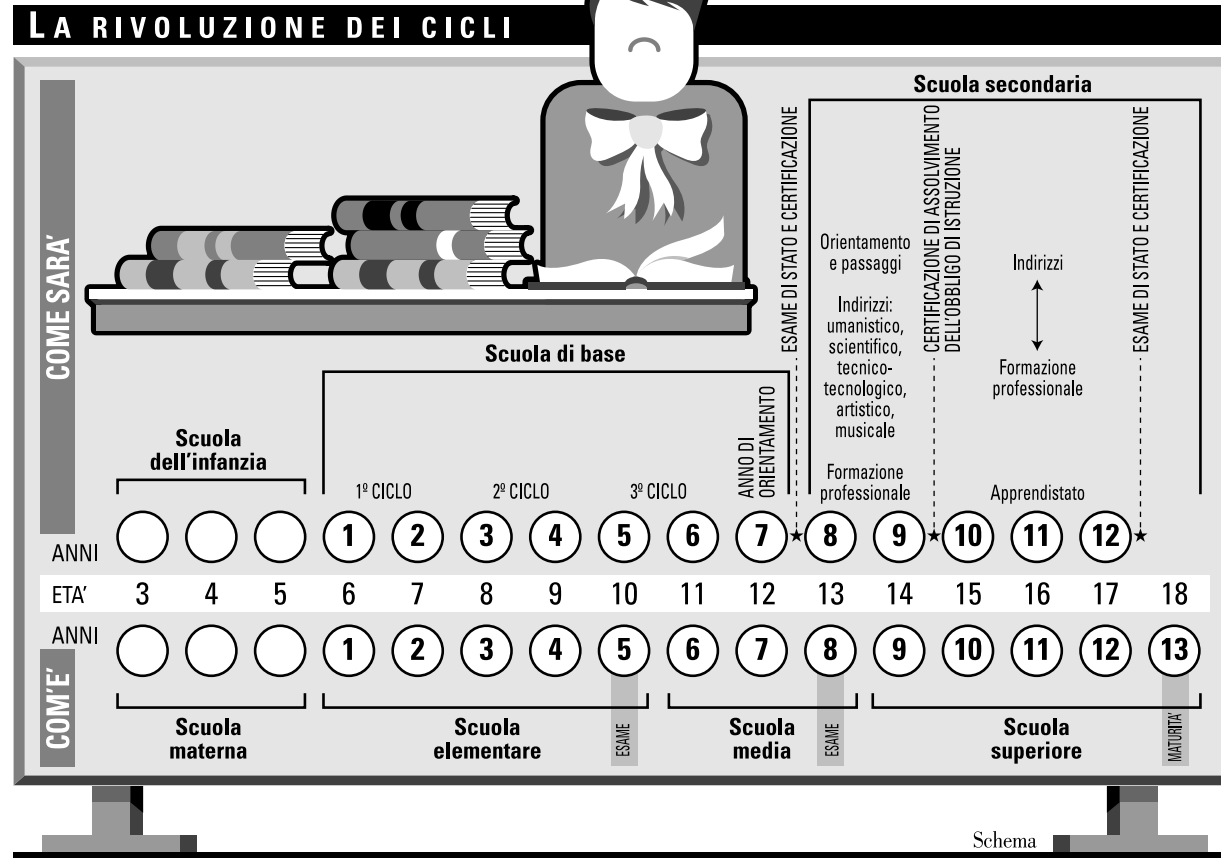 LA RIVOLUZIONE DEI CICLI
COME SARA'
Scuola secondaria
ESAME DI STATO E CERTIFICAZIONE
Orientamento
e passaggi
Indirizzi:
umanistico,
scientifico,
tecnico-
tecnologico,
artistico,
musicale
Formazione
professionale
CERTIFICAZIONE DI ASSOLVIMENTO
DELL'OBBLIGO DI ISTRUZIONE
Indirizzi
Formazione
professionale
Apprendistato
ESAME DI STATO E CERTIFICAZIONE
Scuola di base
1º CICLO 2º CICLO 3º CICLO
ANNO DI
ORIENTAMENTO
Scuola
dell'infanzia
ANNI 1 2 3 4 5 6 7 8 9 10 11 12
ETA' 3 4 5 6 7 8 9 10 11 12 13 14 15 16 17 18
ANNI 1 2 3 4 5 6 7 8 9 10 11 12 13
COM'E'
Scuola
materna
Scuola
elementare
ESAME
Scuola
media
ESAME
Scuola
superiore
MATURITA'
Schema